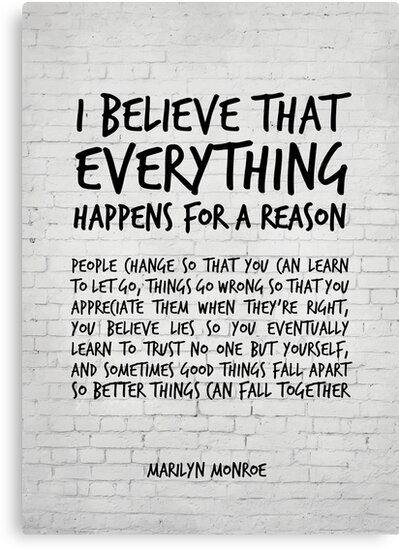 I BELIEVE THAT
EVERYTHING
HAPPENS FOR A REASON
PEOPLE CHANGE SO THAT YOU CAN LEARN
TO LET GO, THINGS GO WRONG SO THAT YOU
APPRECIATE THEM WHEN THEY'RE RIGHT,
YOU BELIEVE LIES SO YOU EVENTUALLY
LEARN TO TRUST NO ONE BUT YOURSELF,
AND SOMETIMES GOOD THINGS FALL APART
SO BETTER THINGS CAN FALL TOGETHER
MARILYN MONROE